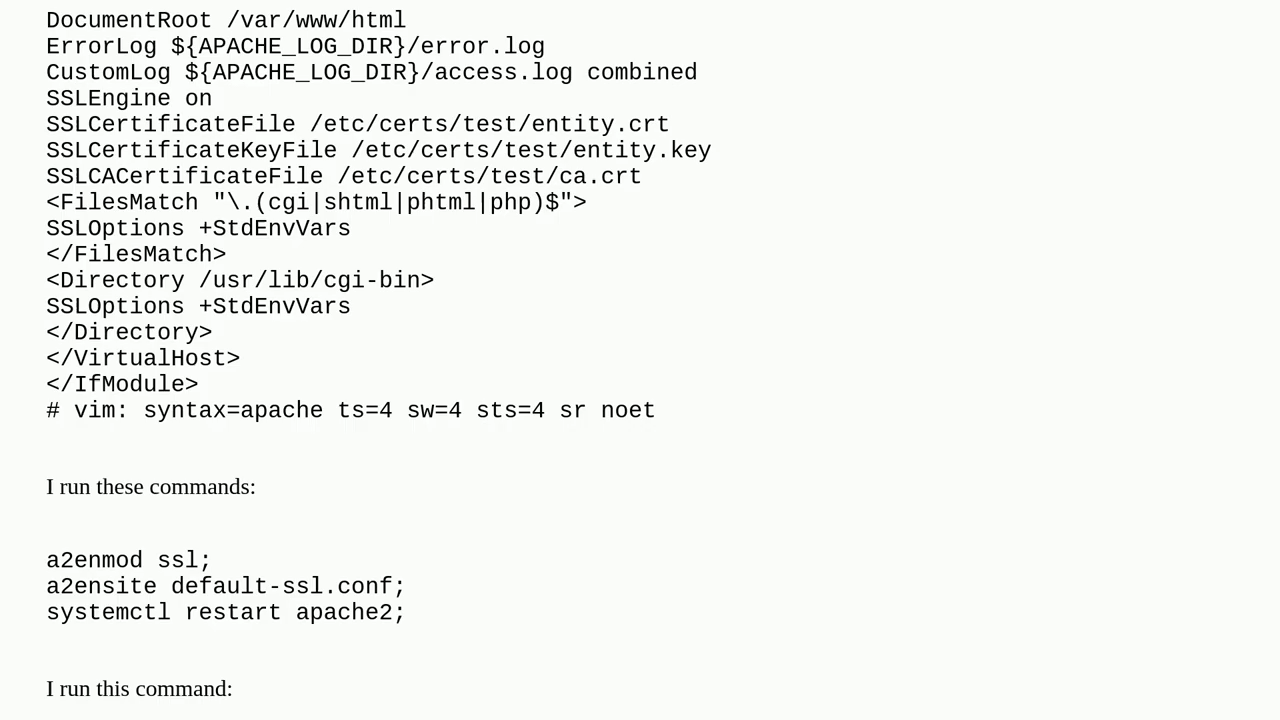 DocumentRoot /var/www/html
ErrorLog ${APACHE_LOG_DIR}/error.log
CustomLog ${APACHE_LOG_DIR}/access.log combined
SSLEngine on
SSLCertificateFile /etc/certs/test/entity.crt
SSLCertificateKeyFile /etc/certs/test/entity.key
SSLCACertificateFile /etc/certs/test/ca.crt
<FilesMatch "\.(cgi|shtml|phtml|php)$">
SSLOptions +StdEnvVars
</FilesMatch>
<Directory /usr/lib/cgi-bin>
SSLOptions +StdEnvVars
</Directory>
</VirtualHost>
</IfModule>
# vim: syntax=apache ts=4 sw=4 sts=4 sr noet
I run these commands:
a2enmod ssl;
a2ensite default-ssl.conf;
systemctl restart apache2;
I run this command: